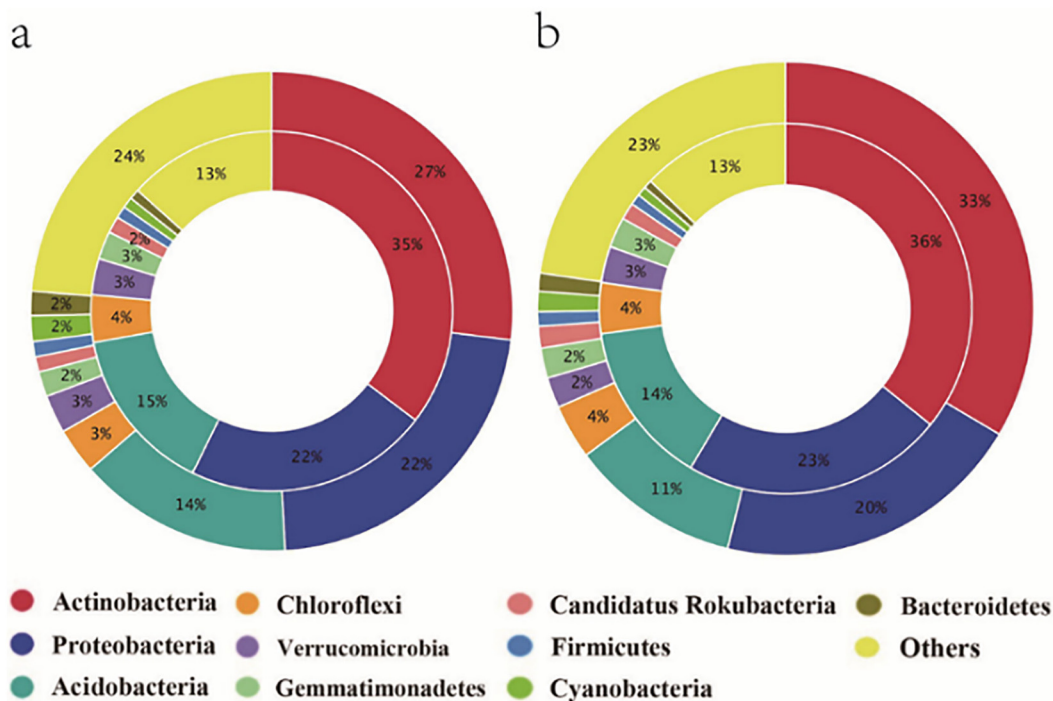 a
b
24%
13%
27%
35%
2%
3%
3%
4%
2%
2%
2%
3%
3%
15%
14%
22%
22%
23%
13%
33%
36%
3%
3%
4%
2%
2%
4%
14%
11%
23%
20%
Actinobacteria
Chloroflexi
Candidatus Rokubacteria
Bacteroidetes
Proteobacteria
Verrucomicrobia
Firmicutes
Others
Acidobacteria
Gemmatimonadetes
Cyanobacteria